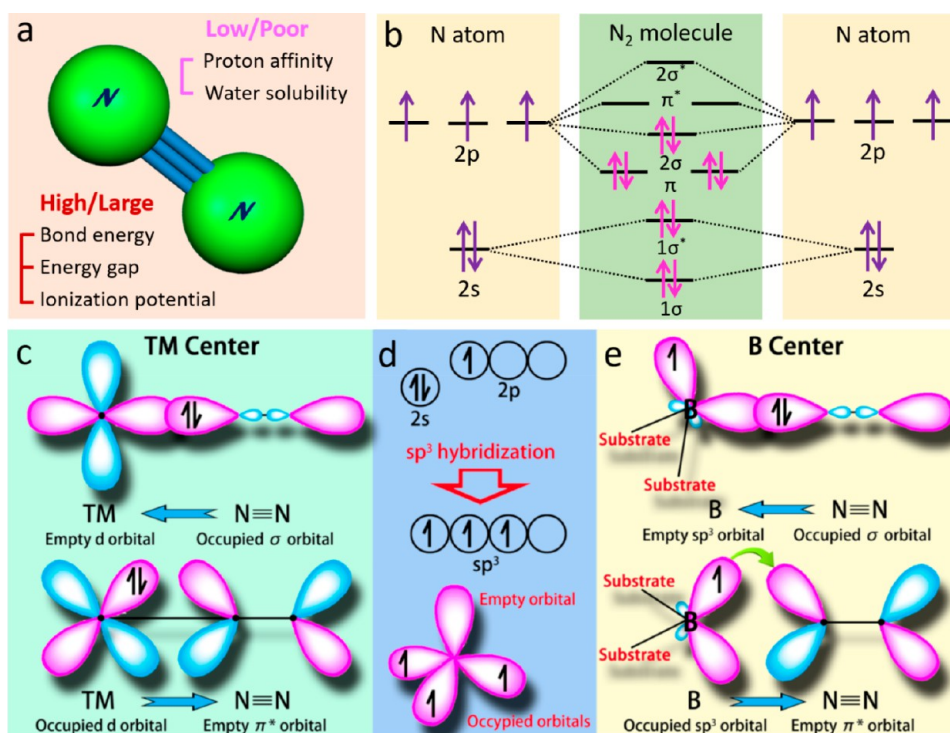 a
Low/Poor
Proton affinity
Water solubility
N
N
High/Large
Bond energy
Energy gap
Ionization potential
b
N atom
N₂ molecule
N atom
2σ*
π*
2p
2σ
2p
π
1σ*
2s
2s
1σ
c
TM Center
TM
N≡N
Empty d orbital
Occupied σ orbital
TM
N≡N
Occupied d orbital
Empty π* orbital
d
2s
2p
sp³ hybridization
sp³
Empty orbital
Occypied orbitals
e
B Center
B
Substrate
Substrate
B
N≡N
Empty sp³ orbital
Occupied σ orbital
Substrate
B
Substrate
B
N≡N
Occupied sp³ orbital
Empty π* orbital